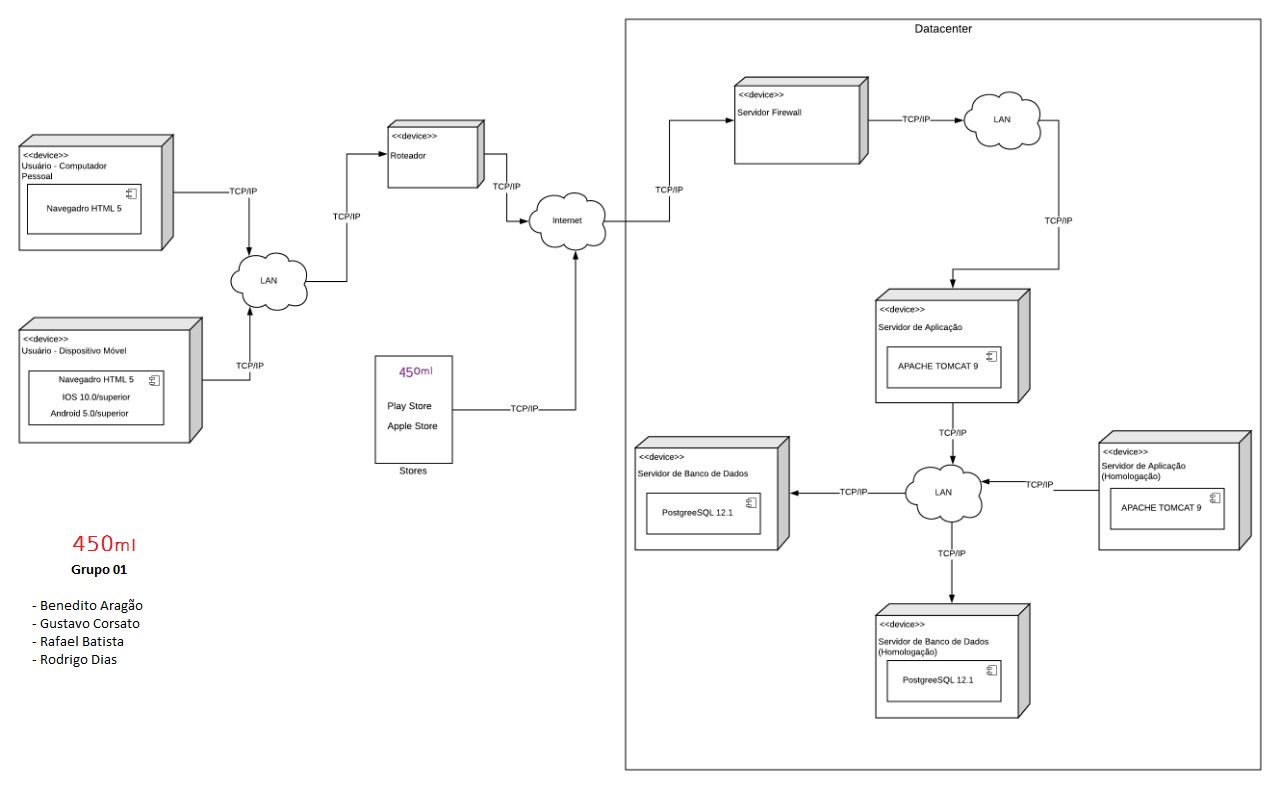 Datacenter
<<device>>
Servidor Firewall
TCP/IP
LAN
<<device>>
Roteador
<<device>>
Usuário - Computador
Pessoal
Navegadro HTML 5
TCP/IP
TCP/IP
TCP/IP
TCP/IP
Internet
TCP/IP
LAN
<<device>>
Usuário - Dispositivo Móvel
Navegadro HTML 5
IOS 10.0/superior
Android 5.0/superior
TCP/IP
450ml
Play Store
Apple Store
Stores
TCP/IP
<<device>>
Servidor de Aplicação
APACHE TOMCAT 9
TCP/IP
<<device>>
Servidor de Banco de Dados
PostgreeSQL 12.1
TCP/IP
LAN
TCP/IP
<<device>>
Servidor de Aplicação
(Homologação)
APACHE TOMCAT 9
TCP/IP
<<device>>
Servidor de Banco de Dados
(Homologação)
PostgreeSQL 12.1
450ml
Grupo 01
- Benedito Aragão
- Gustavo Corsato
- Rafael Batista
- Rodrigo Dias